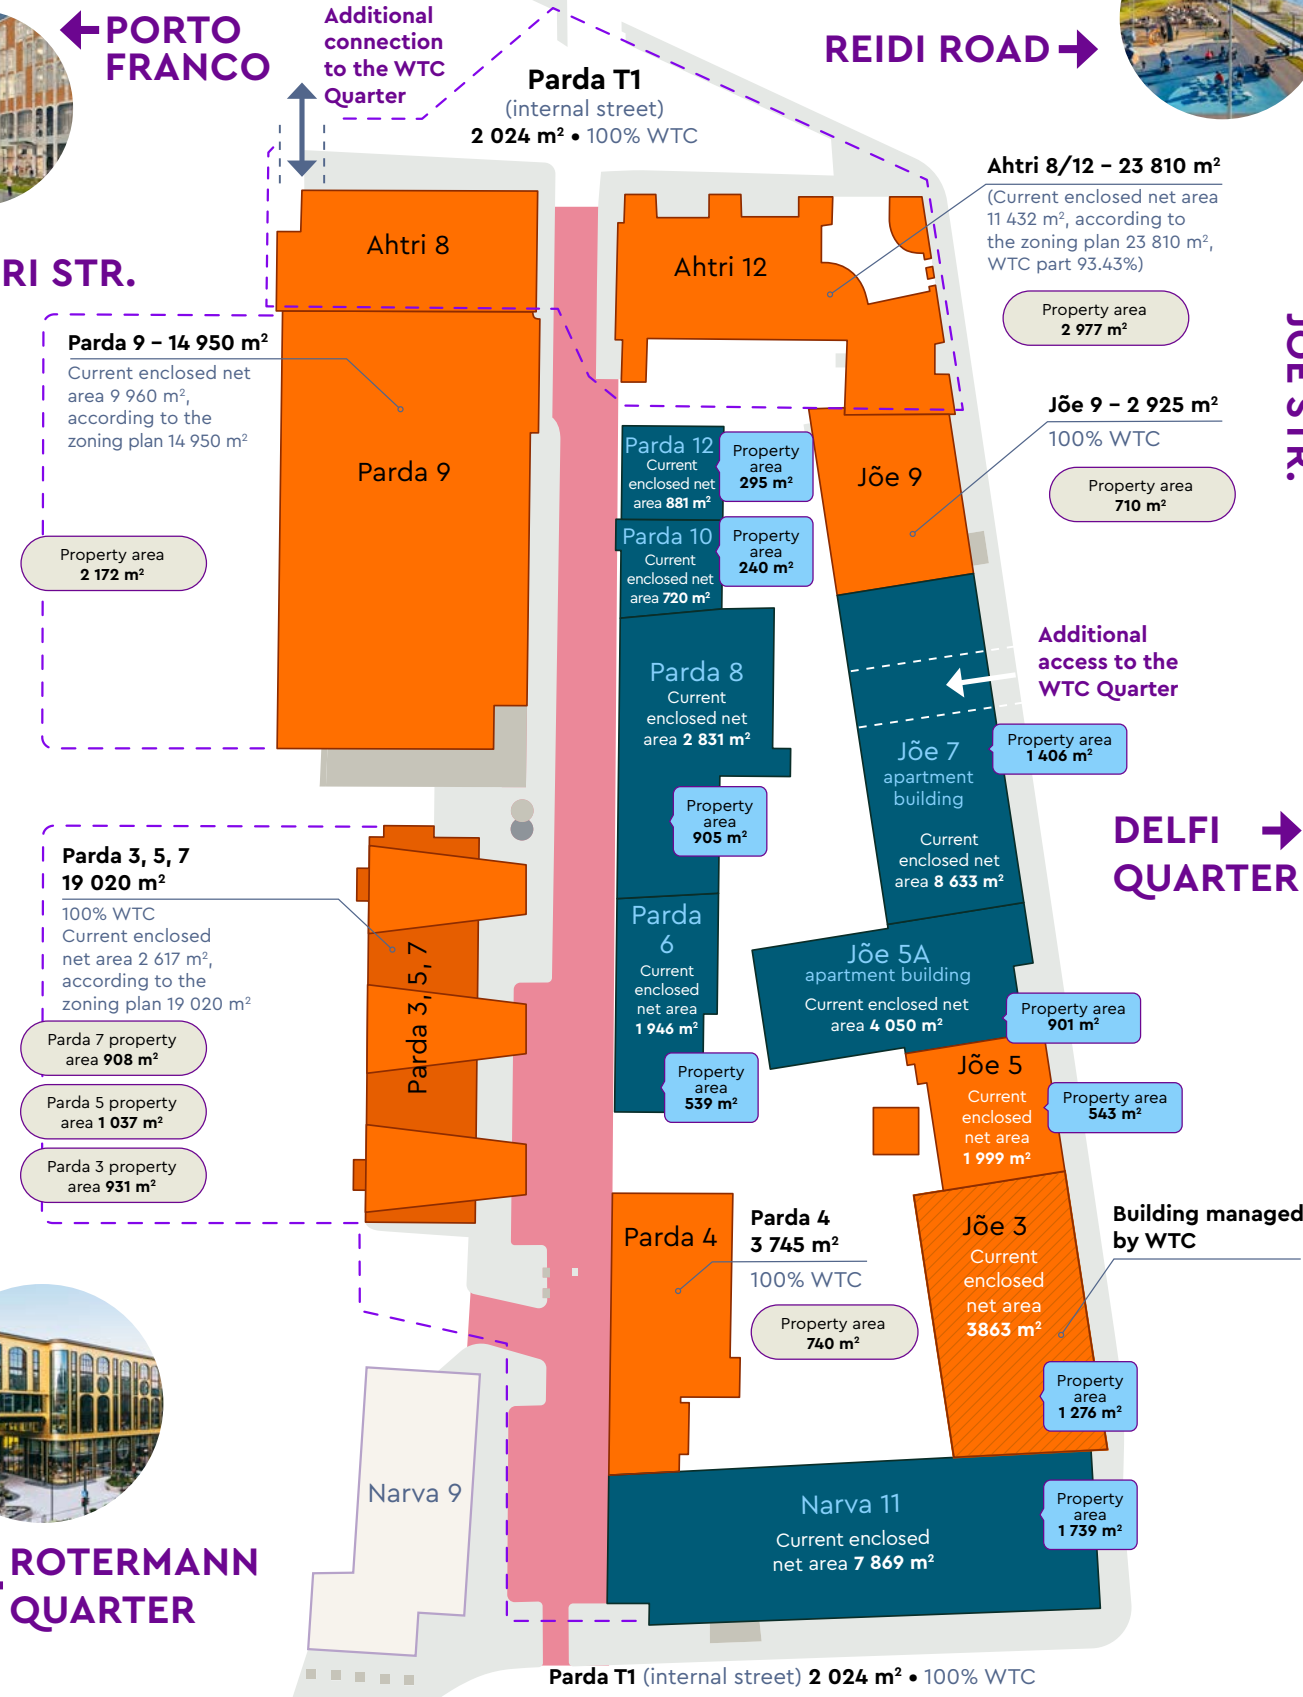 PORTO
FRANCO
Additional
connection
to the WTC
Quarter
Parda T1
(internal street)
2 024 m² • 100% WTC
REIDI ROAD
Ahtri 8/12 – 23 810 m²
(Current enclosed net area
11 432 m², according to
the zoning plan 23 810 m²,
WTC part 93.43%)
Property area
2 977 m²
RI STR.
Ahtri 8
Ahtri 12
JÕE STR.
Parda 9 – 14 950 m²
Current enclosed net
area 9 960 m²,
according to the
zoning plan 14 950 m²
Parda 9
Property area
2 172 m²
Jõe 9 – 2 925 m²
100% WTC
Property area
710 m²
Parda 12
Current
enclosed net
area 881 m²
Property
area
295 m²
Jõe 9
Parda 10
Current
enclosed net
area 720 m²
Property
area
240 m²
Parda 8
Current
enclosed net
area 2 831 m²
Property
area
905 m²
Additional
access to the
WTC Quarter
Jõe 7
apartment
building
Current
enclosed net
area 8 633 m²
Property area
1 406 m²
DELFI
QUARTER
Parda 3, 5, 7
19 020 m²
100% WTC
Current enclosed
net area 2 617 m²,
according to the
zoning plan 19 020 m²
Parda 7 property
area 908 m²
Parda 5 property
area 1 037 m²
Parda 3 property
area 931 m²
Parda 3, 5, 7
Parda
6
Current
enclosed
net area
1 946 m²
Property
area
539 m²
Jõe 5A
apartment building
Current enclosed net
area 4 050 m²
Property area
901 m²
Jõe 5
Current
enclosed
net area
1 999 m²
Property area
543 m²
Parda 4
Parda 4
3 745 m²
100% WTC
Property area
740 m²
Jõe 3
Current
enclosed
net area
3863 m²
Building managed
by WTC
Property
area
1 276 m²
Narva 9
Narva 11
Current enclosed
net area 7 869 m²
Property
area
1 739 m²
ROTERMANN
QUARTER
Parda T1 (internal street) 2 024 m² • 100% WTC